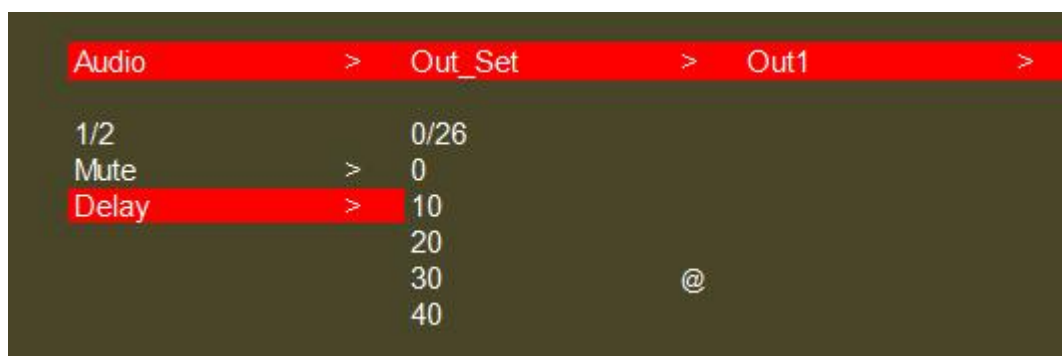 Audio > Out_Set > Out1 >
1/2 0/26
Mute > 0
Delay > 10
20
30 @
40